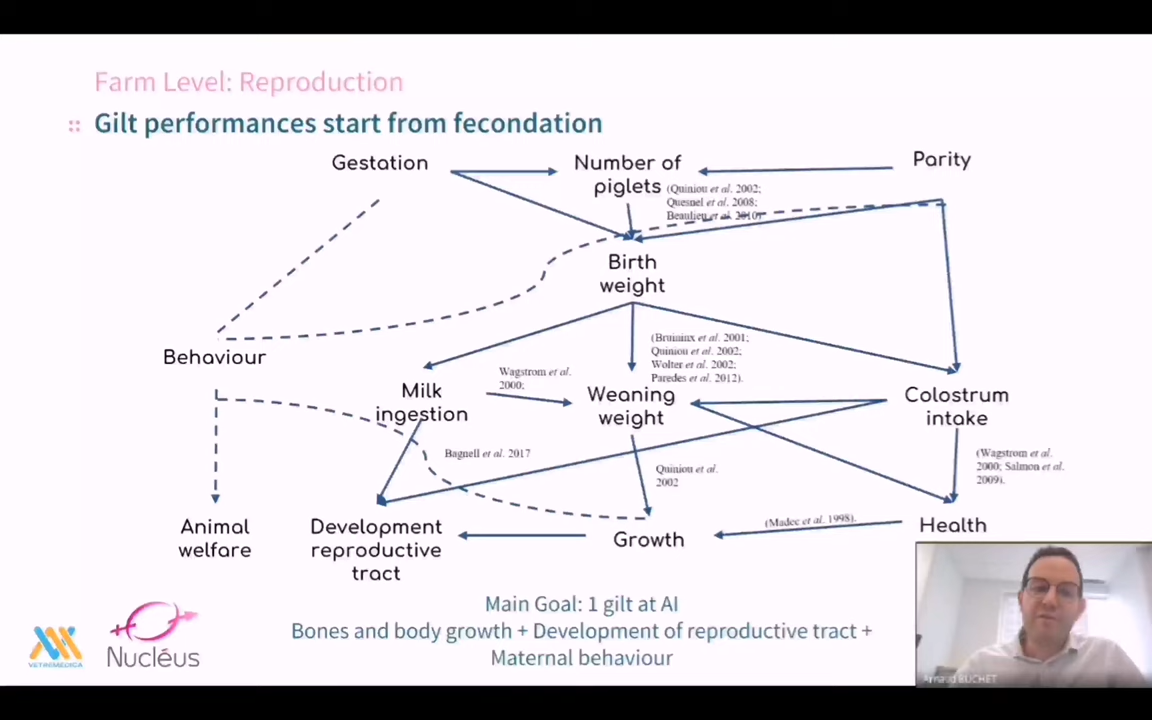 Farm Level: Reproduction
:: Gilt performances start from fecondation
Gestation
Number of
piglets
Parity
(Quiniou et al. 2002;
Quesnel et al 2008;
Beaulieu et al. 2010)
Birth
weight
Behaviour
(Bruininx et al. 2001;
Quiniou et al. 2002;
Wolter et al. 2002;
Paredes et al. 2012).
Wagstrom et al.
2000;
Milk
ingestion
Weaning
weight
Colostrum
intake
Bagnell et al. 2017
Quiniou et al.
2002
(Wagstrom et al.
2000; Salmon et al.
2009).
Animal
welfare
Development
reproductive
tract
Growth
(Madec et al. 1998).
Health
Main Goal: 1 gilt at AI
Bones and body growth + Development of reproductive tract +
Maternal behaviour
VETINMEDICA
Nucléus
Arnaud BUCHET